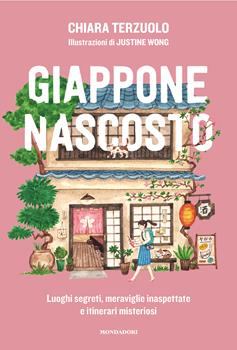 CHIARA TERZUOLO
Illustrazioni di JUSTINE WONG
GIAPPONE
NASCOSTO
Luoghi segreti, meraviglie inaspettate
e itinerari misteriosi
MONDADORI